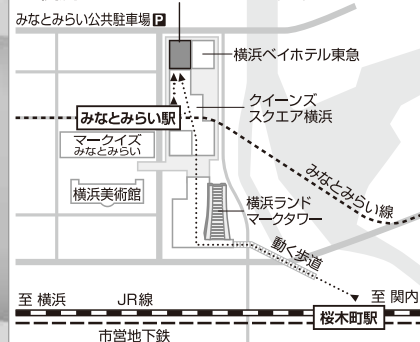 みなとみらい公共駐車場 P
横浜ベイホテル東急
クイーンズ
スクエア横浜
みなとみらい駅
マークイズ
みなとみらい
みなとみらい線
横浜美術館
横浜ランド
マークタワー
動く歩道
至 横浜
JR線
至 関内
桜木町駅
市営地下鉄